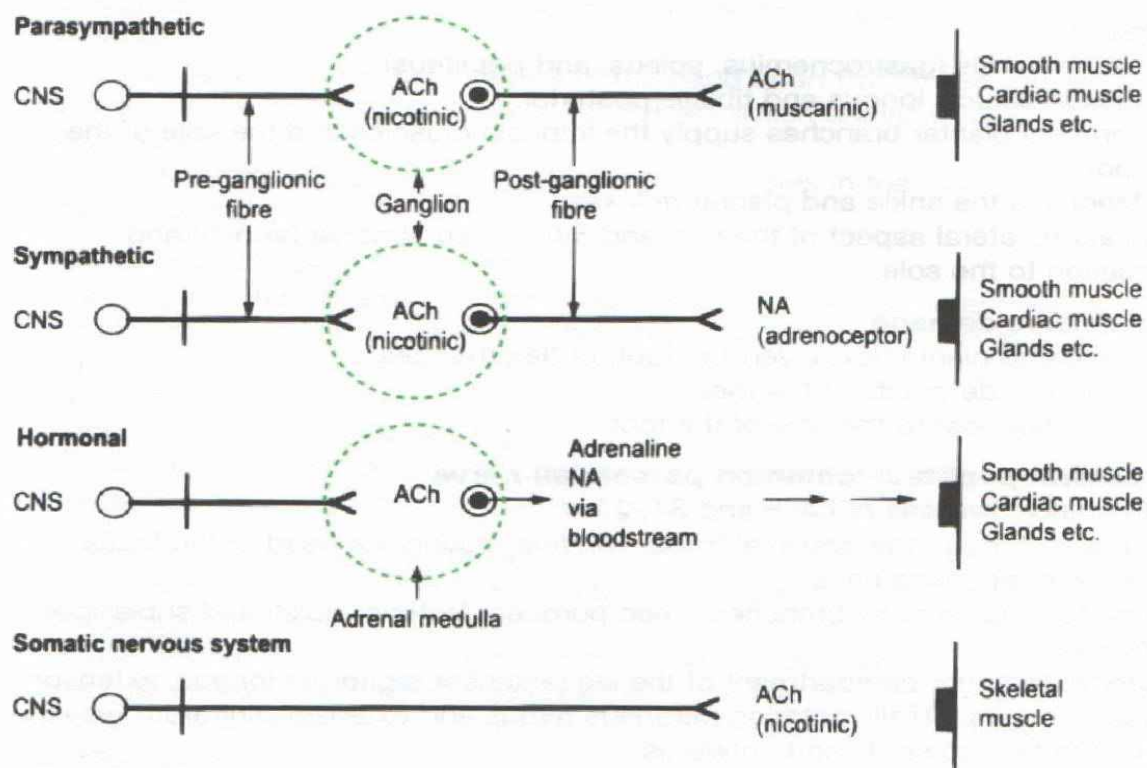 Parasympathetic
CNS
ACh
(nicotinic)
ACh
(muscarinic)
Smooth muscle
Cardiac muscle
Glands etc.
Pre-ganglionic
fibre
Ganglion
Post-ganglionic
fibre
Sympathetic
CNS
ACh
(nicotinic)
NA
(adrenoceptor)
Smooth muscle
Cardiac muscle
Glands etc.
Hormonal
CNS
ACh
Adrenaline
NA
via
bloodstream
Smooth muscle
Cardiac muscle
Glands etc.
Adrenal medulla
Somatic nervous system
CNS
ACh
(nicotinic)
Skeletal
muscle